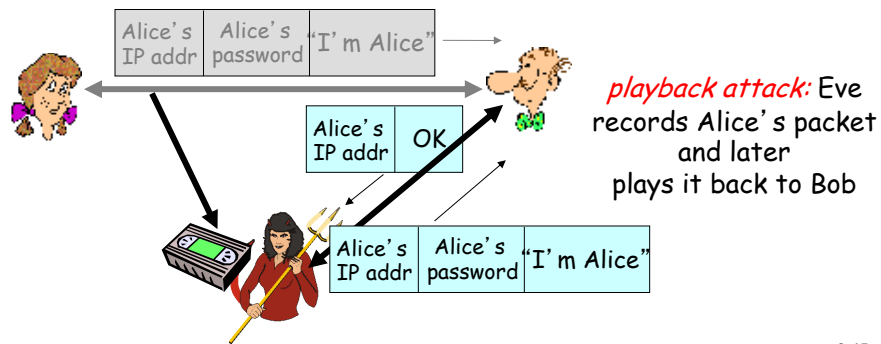 Alice's
IP addr
Alice's
password
"I'm Alice"
Alice's
IP addr
OK
playback attack: Eve
records Alice's packet
and later
plays it back to Bob
Alice's
IP addr
Alice's
password
"I'm Alice"